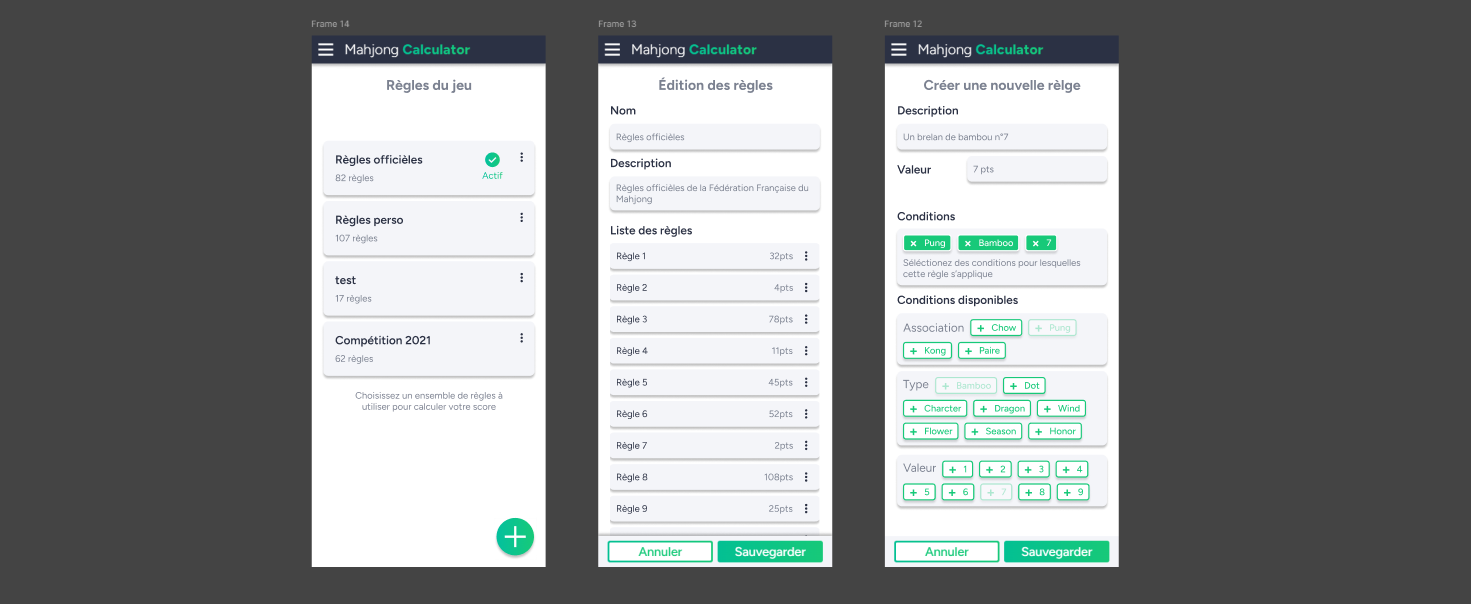 Frame 14
Mahjong Calculator
Règles du jeu
Règles officièles
82 règles
Actif
Règles perso
107 règles
test
17 règles
Compétition 2021
62 règles
Choisissez un ensemble de règles à
utiliser pour calculer votre score
Frame 13
Mahjong Calculator
Édition des règles
Nom
Règles officièles
Description
Règles officièles de la Fédération Française du
Mahjong
Liste des règles
Règle 1 32pts
Règle 2 4pts
Règle 3 78pts
Règle 4 11pts
Règle 5 45pts
Règle 6 52pts
Règle 7 2pts
Règle 8 108pts
Règle 9 25pts
Annuler Sauvegarder
Frame 12
Mahjong Calculator
Créer une nouvelle rèlge
Description
Un brelan de bambou n°7
Valeur 7 pts
Conditions
× Pung × Bamboo × 7
Séléctionez des conditions pour lesquelles
cette règle s'applique
Conditions disponibles
Association + Chow + Pung
+ Kong + Paire
Type + Bamboo + Dot
+ Charcter + Dragon + Wind
+ Flower + Season + Honor
Valeur + 1 + 2 + 3 + 4
+ 5 + 6 + 7 + 8 + 9
Annuler Sauvegarder